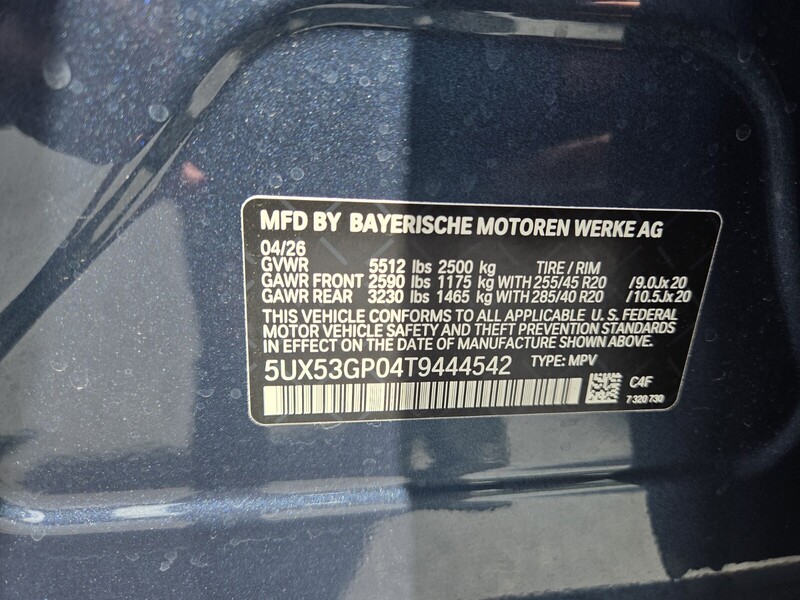 MFD BY BAYERISCHE MOTOREN WERKE AG
04/26
GVWR 5512 lbs 2500 kg TIRE / RIM
GAWR FRONT 2590 lbs 1175 kg WITH 255/45 R20 /9.0Jx20
GAWR REAR 3230 lbs 1465 kg WITH 285/40 R20 /10.5Jx20
THIS VEHICLE CONFORMS TO ALL APPLICABLE U.S. FEDERAL
MOTOR VEHICLE SAFETY AND THEFT PREVENTION STANDARDS
IN EFFECT ON THE DATE OF MANUFACTURE SHOWN ABOVE.
5UX53GP04T9444542 TYPE: MPV
C4F
7 320 730